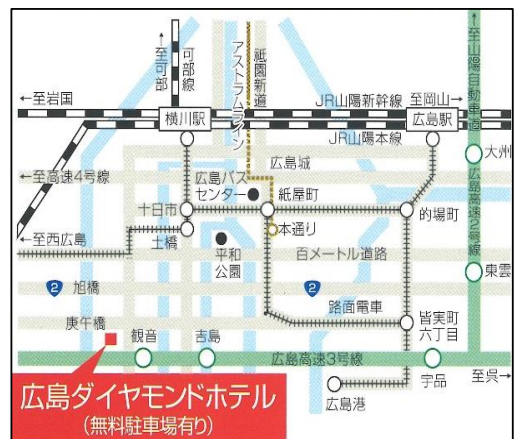 ←至可部
可部線
アストラムライン
祇園新道
至山陽自動車道→
←至岩国
JR山陽新幹線
至岡山→
横川駅
広島駅
JR山陽本線
大州
広島城
←至高速4号線
広島バス
センター
紙屋町
十日市
的場町
広島高速2号線
本通り
←至西広島
土橋
平和
公園
百メートル道路
東雲
2
旭橋
2
路面電車
庚午橋
皆実町
六丁目
観音
吉島
広島高速3号線
宇品
至呉→
広島港
広島ダイヤモンドホテル
(無料駐車場有り)